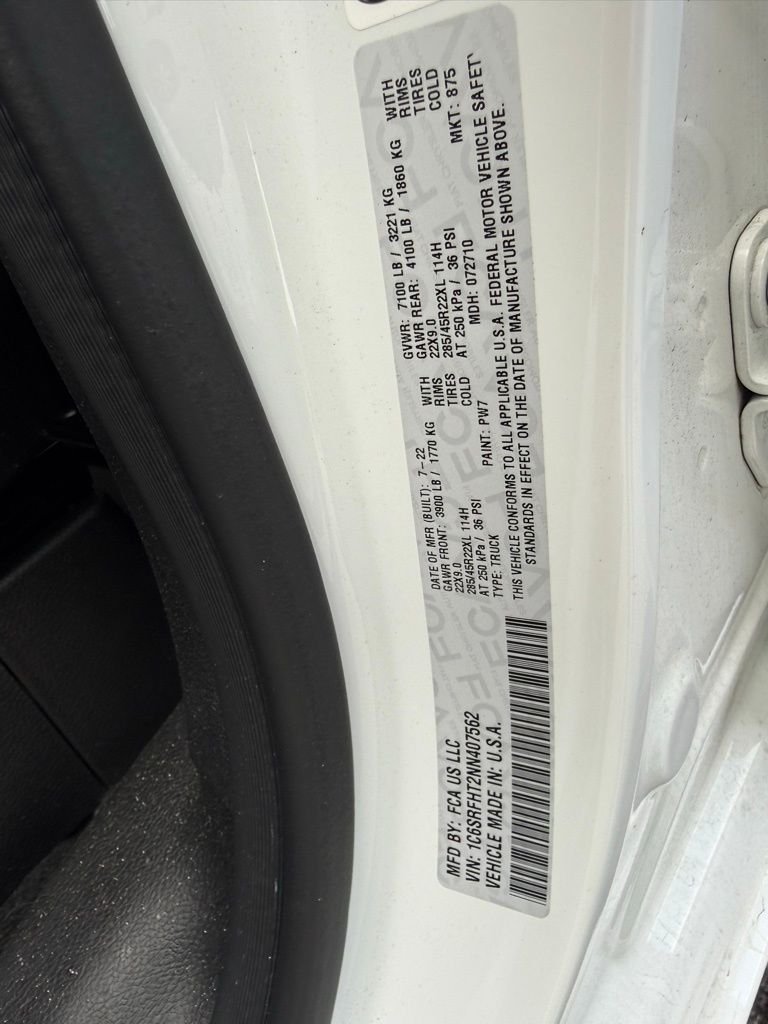 MFD BY: FCA US LLC
VIN: 1C6SRFHT2NN407562
VEHICLE MADE IN: U.S.A.
DATE OF MFR (BUILT): 7-22
GAWR FRONT: 3900 LB / 1770 KG WITH
22X9.0 RIMS
285/45R22XL 114H TIRES
AT 250 kPa / 36 PSI COLD
TYPE: TRUCK PAINT: PW7
GVWR: 7100 LB / 3221 KG
GAWR REAR: 4100 LB / 1860 KG WITH
22X9.0 RIMS
285/45R22XL 114H TIRES
AT 250 kPa / 36 PSI COLD
MDH: 072710 MKT: 875
THIS VEHICLE CONFORMS TO ALL APPLICABLE U.S.A. FEDERAL MOTOR VEHICLE SAFETY
STANDARDS IN EFFECT ON THE DATE OF MANUFACTURE SHOWN ABOVE.